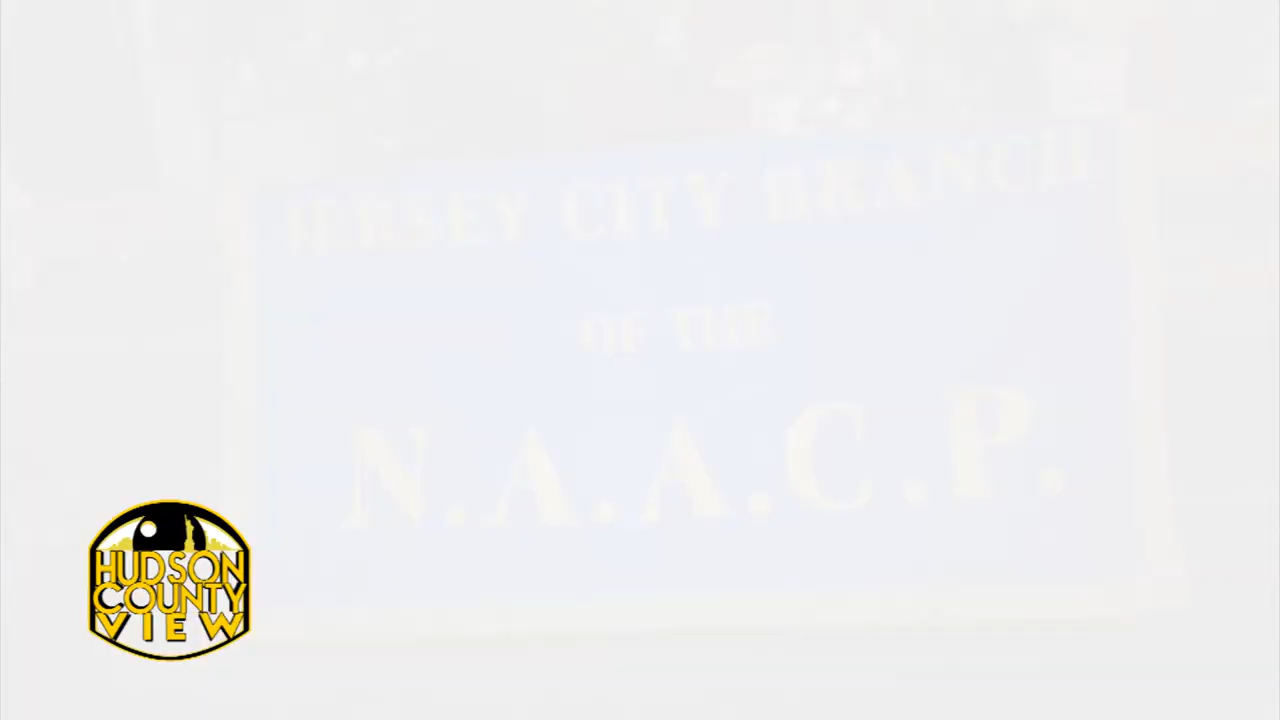 JERSEY CITY BRANCH
OF THE
N.A.A.C.P.
HUDSON
COUNTY
VIEW